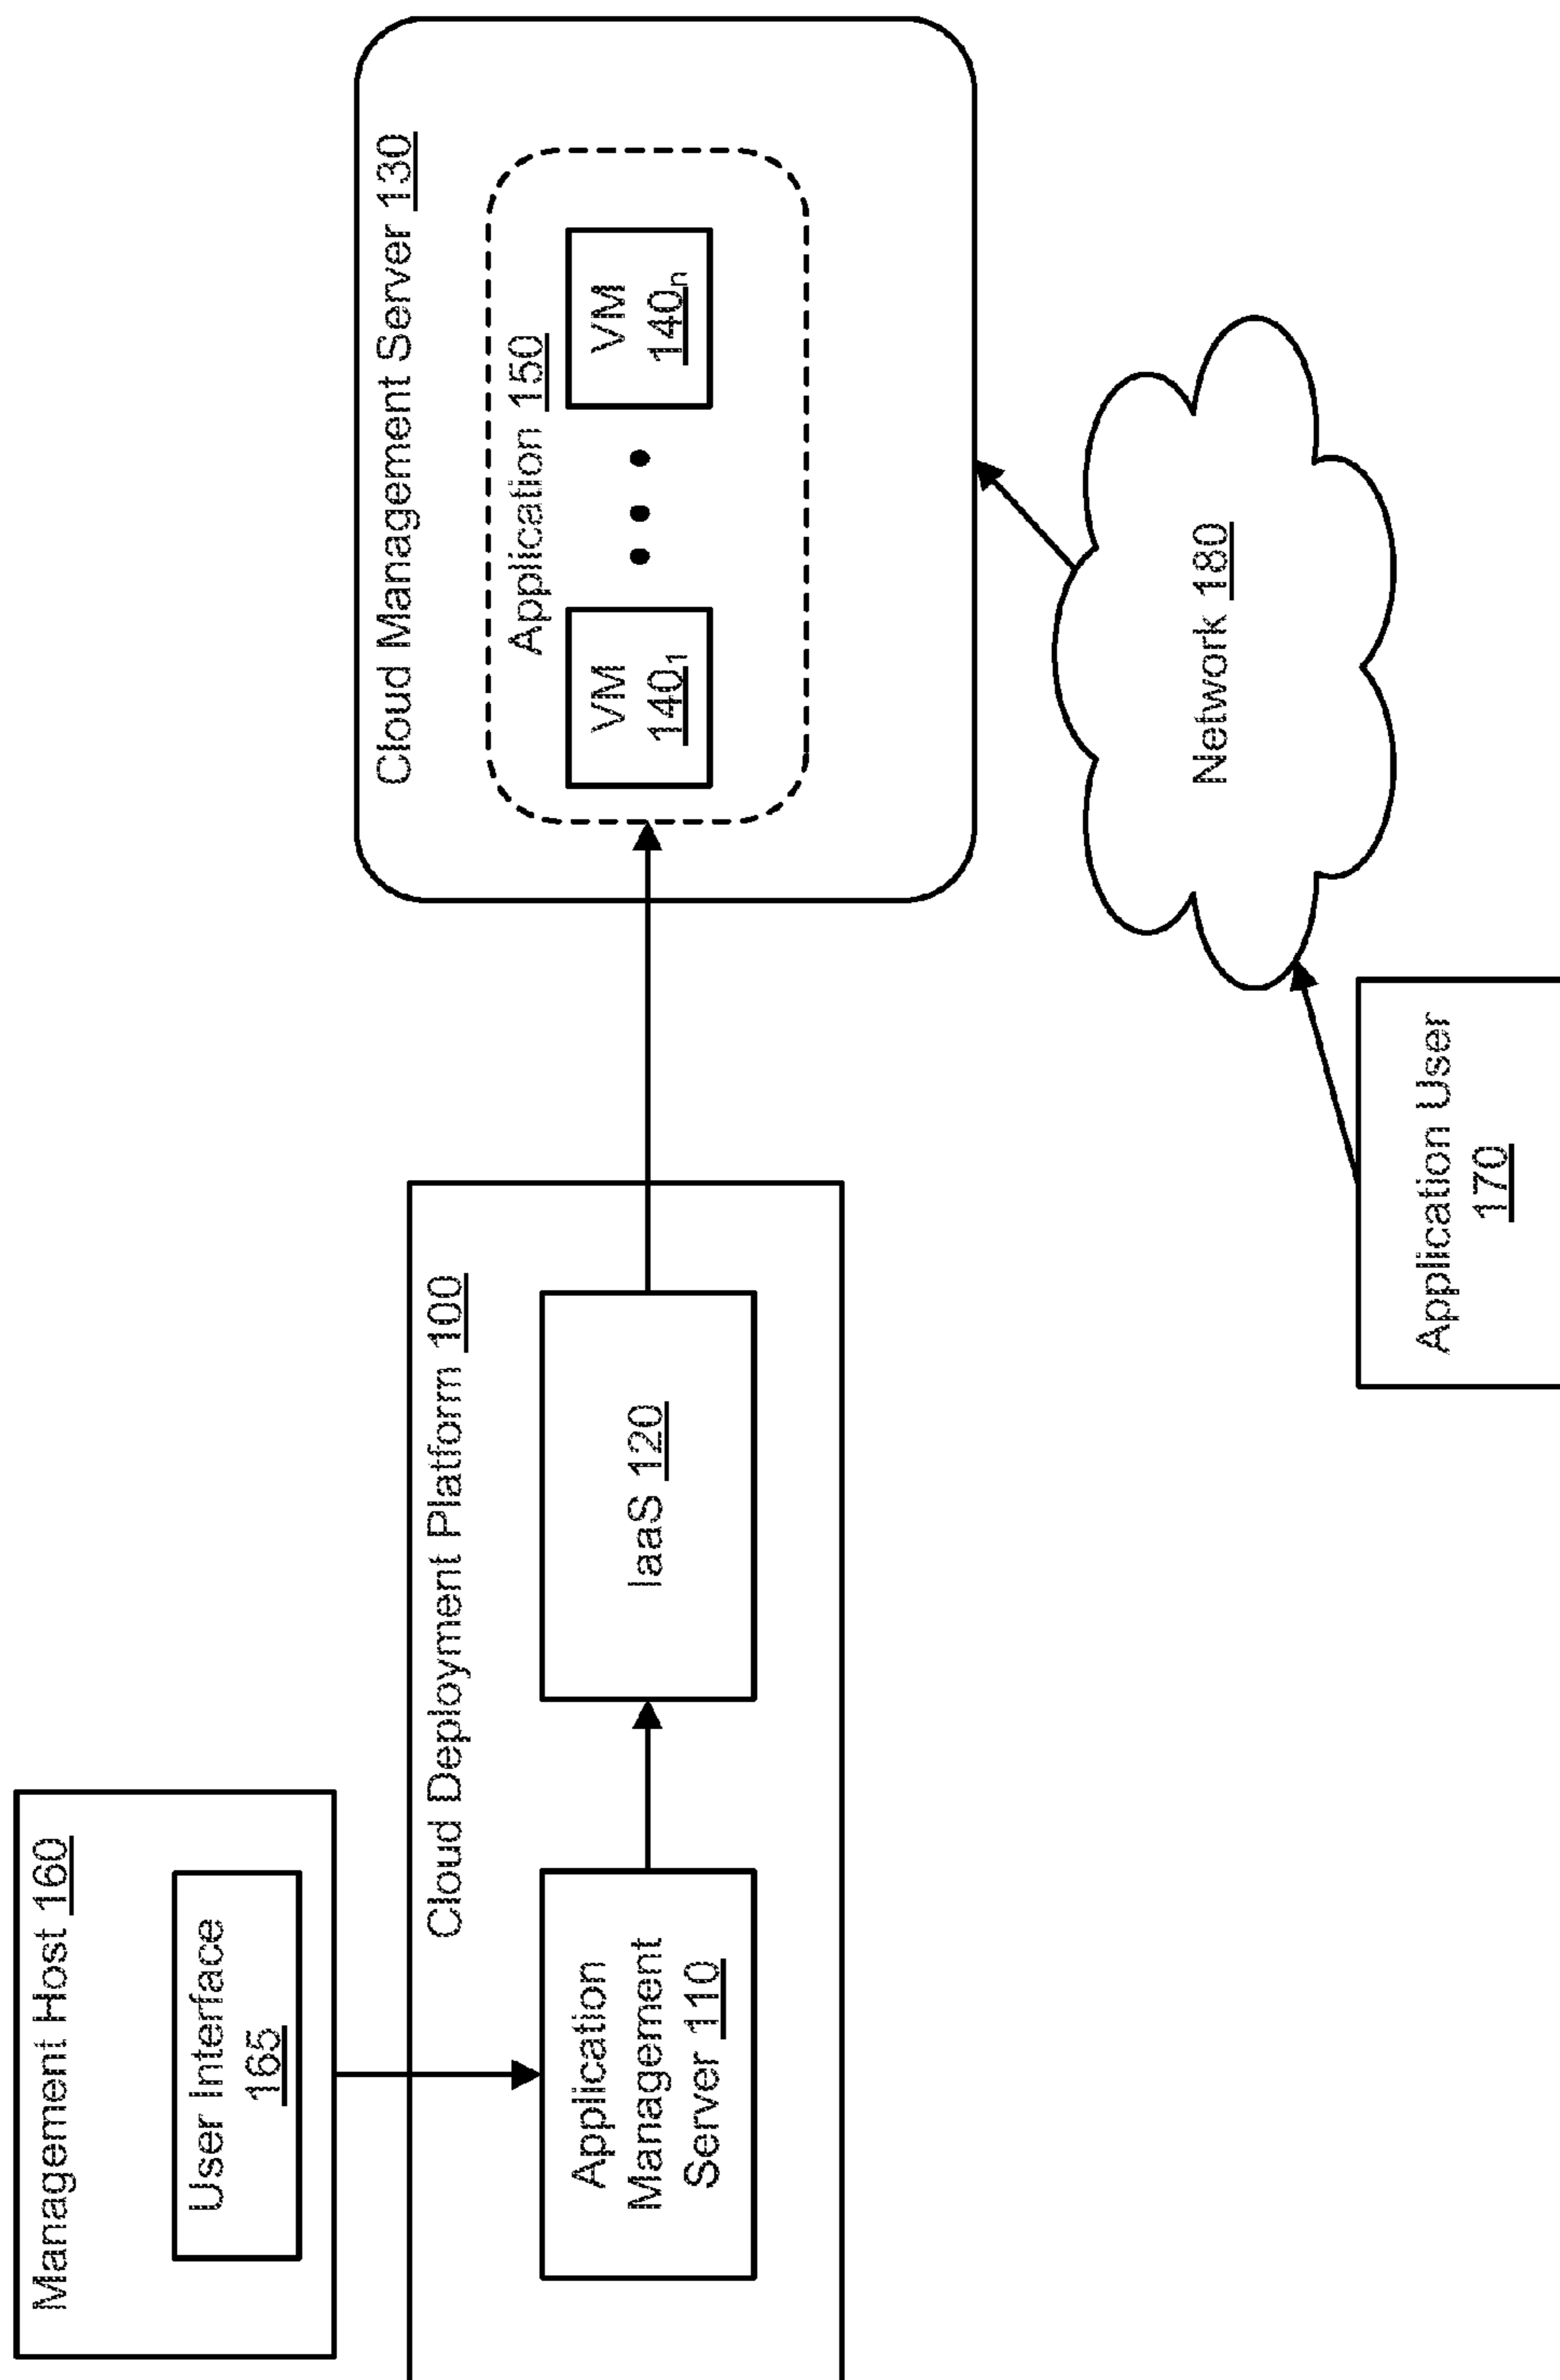 Management Host 160
User Interface
165
Cloud Deployment Platform 100
Application
Management
Server 110
IaaS 120
Cloud Management Server 130
Application 150
VM
140₁
VM
140ₙ
Network 180
Application User
170